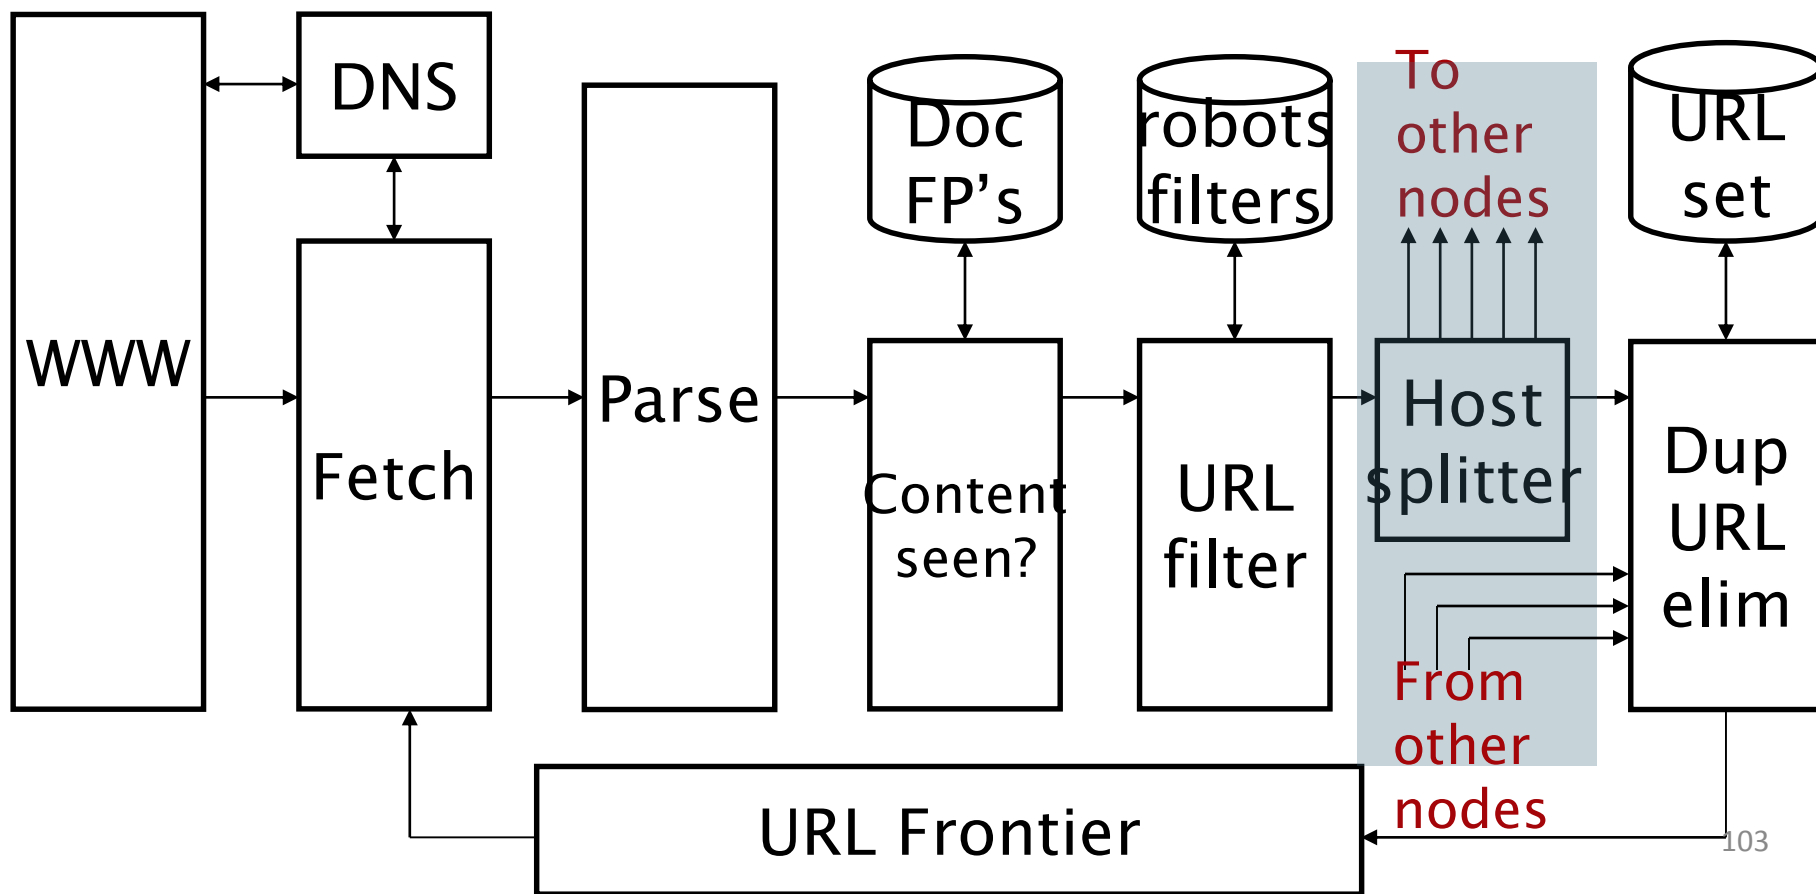 WWW
DNS
Fetch
Parse
Doc
FP’s
Content
seen?
robots
filters
URL
filter
To
other
nodes
Host
splitter
From
other
nodes
URL
set
Dup
URL
elim
URL Frontier
103